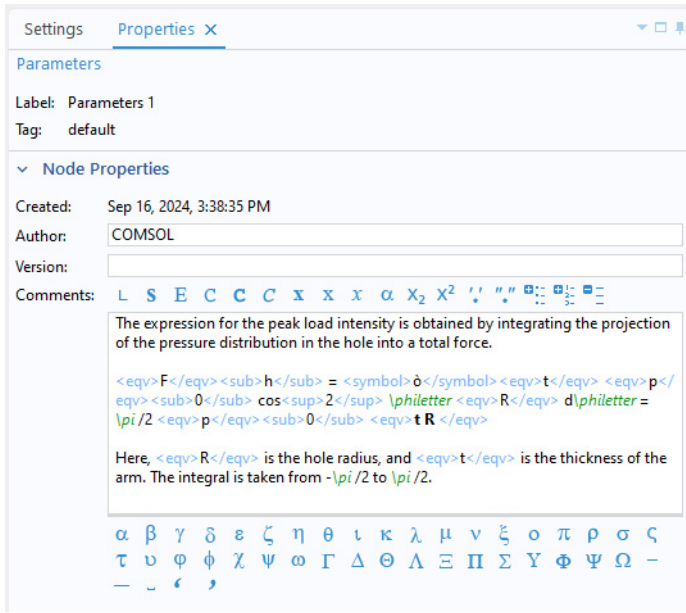 Settings Properties ×
Parameters
Label: Parameters 1
Tag: default
Node Properties
Created: Sep 16, 2024, 3:38:35 PM
Author: COMSOL
Version:
Comments: L S E C C C x x x α X₂ X² '.' "."
The expression for the peak load intensity is obtained by integrating the projection
of the pressure distribution in the hole into a total force.
<eqv>F</eqv><sub>h</sub> = <symbol>ò</symbol><eqv>t</eqv> <eqv>p</
eqv><sub>0</sub> cos<sup>2</sup> \philetter <eqv>R</eqv> d\philetter =
\pi /2 <eqv>p</eqv><sub>0</sub> <eqv>t R </eqv>
Here, <eqv>R</eqv> is the hole radius, and <eqv>t</eqv> is the thickness of the
arm. The integral is taken from -\pi /2 to \pi /2.
α β γ δ ε ζ η θ ι κ λ μ ν ξ ο π ρ σ ς
τ υ φ ϕ χ ψ ω Γ Δ Θ Λ Ξ Π Σ Υ Φ Ψ Ω –
— ˽ ‘ ’